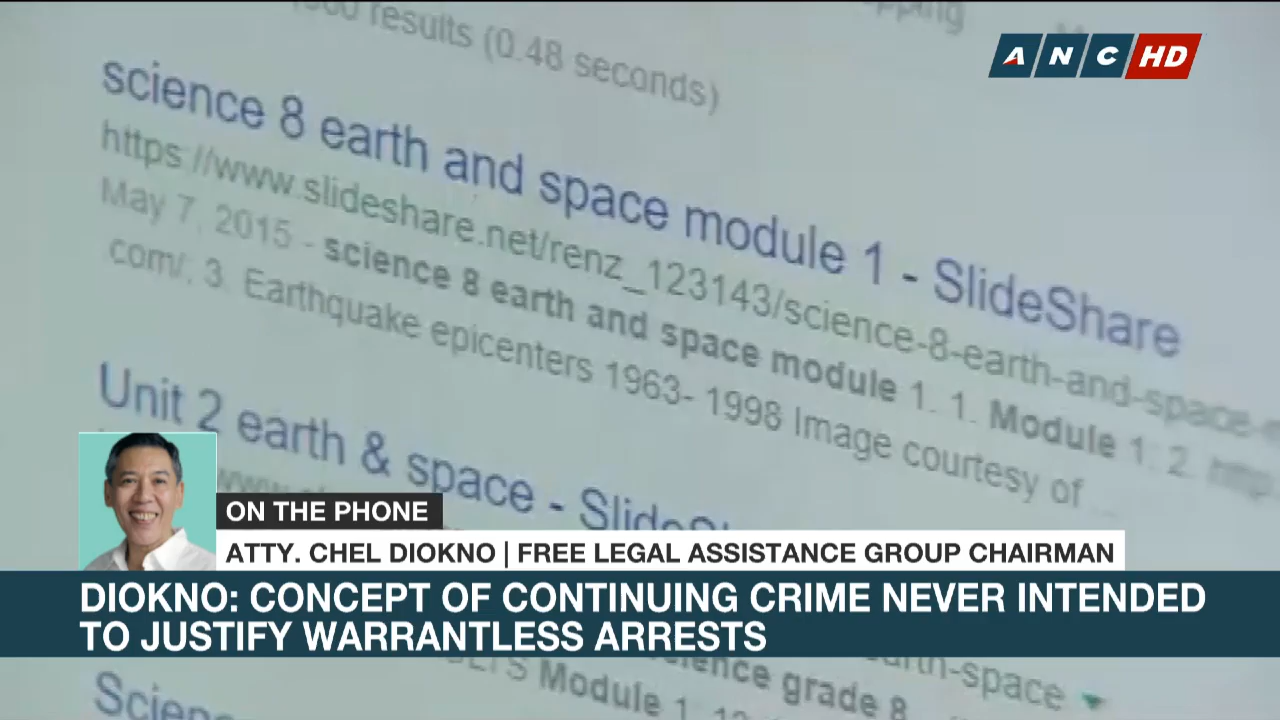 results (0.48 seconds)
ANC HD
science 8 earth and space module 1 - SlideShare
https://www.slideshare.net/renz_123143/science-8-earth-and-space-
May 7, 2015 - science 8 earth and space module 1. 1. Module 1. 2. http
com/. 3. Earthquake epicenters 1963- 1998 Image courtesy of ...
Unit 2 earth & space -
ON THE PHONE
ATTY. CHEL DIOKNO | FREE LEGAL ASSISTANCE GROUP CHAIRMAN
DIOKNO: CONCEPT OF CONTINUING CRIME NEVER INTENDED
TO JUSTIFY WARRANTLESS ARRESTS
Module 1
grade 8